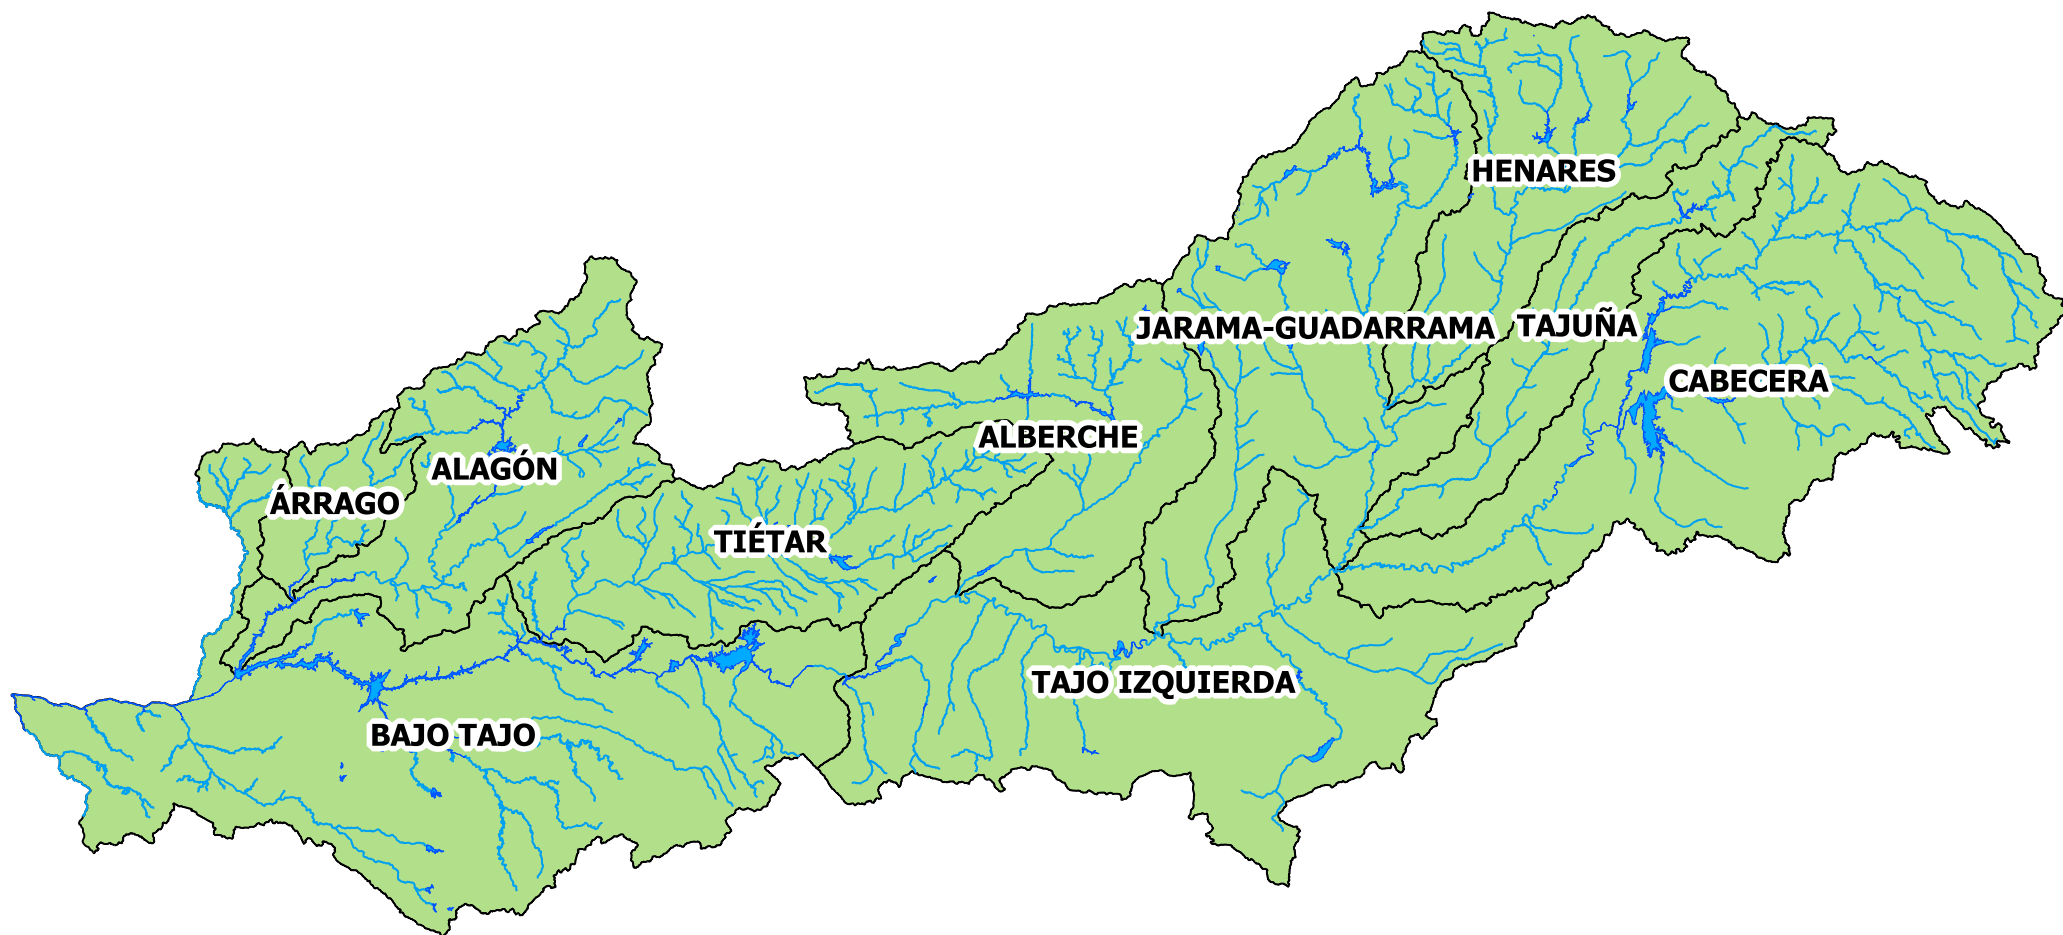 HENARES
JARAMA-GUADARRAMA
TAJUÑA
CABECERA
ALBERCHE
ALAGÓN
ÁRRAGO
TIÉTAR
TAJO IZQUIERDA
BAJO TAJO